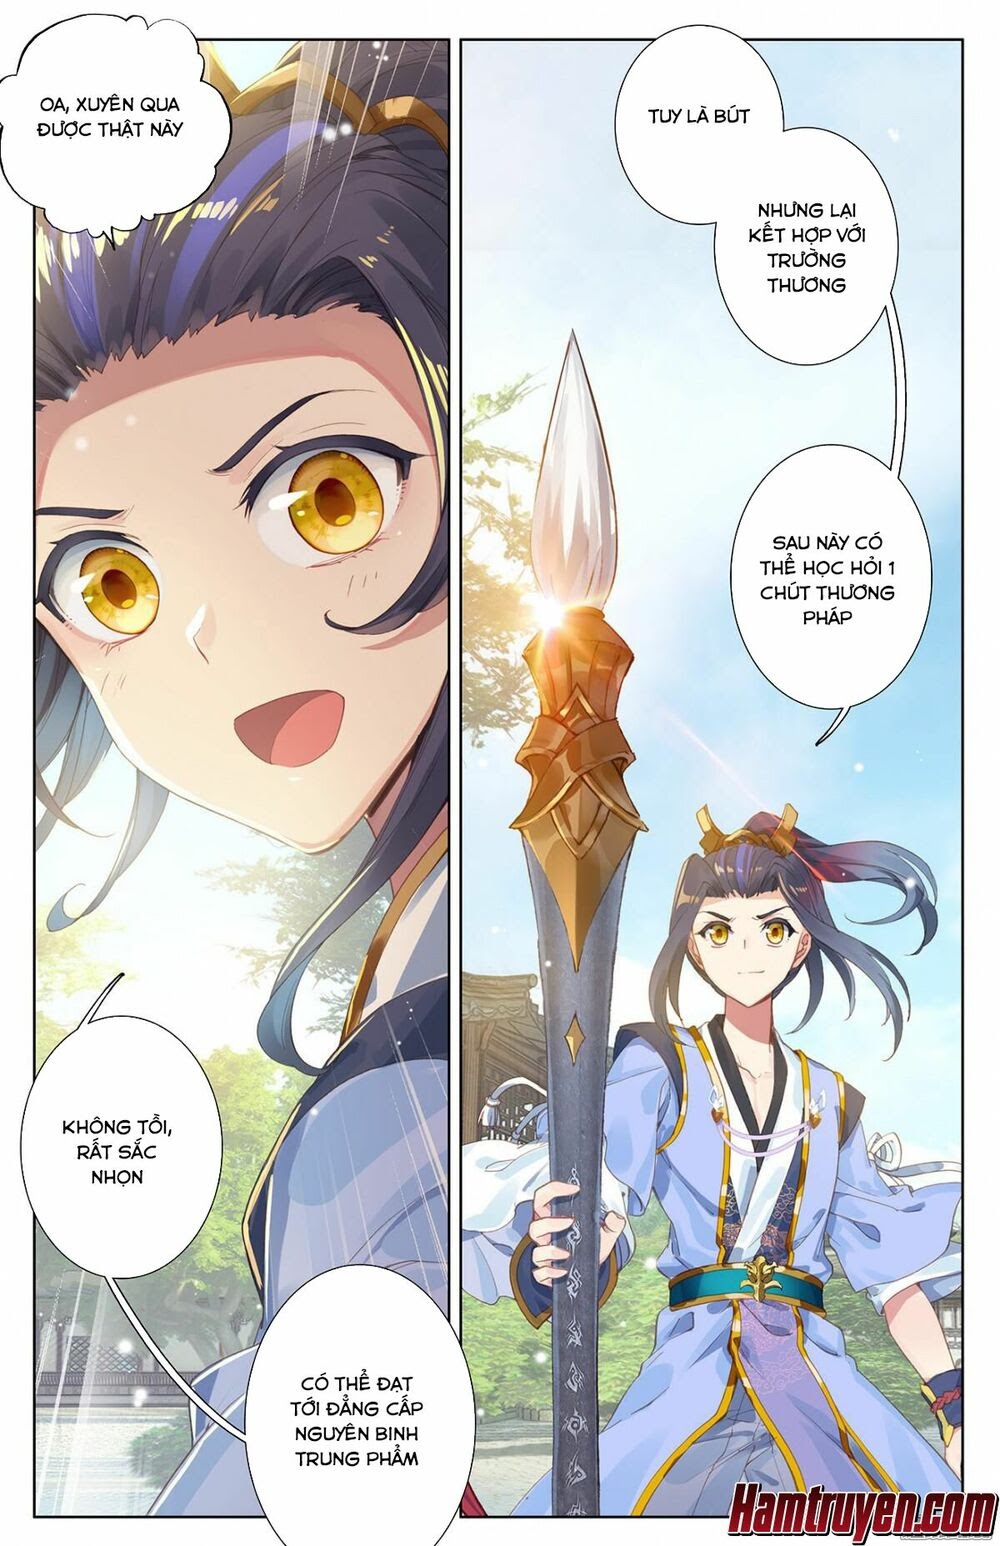 OA, XUYÊN QUA
ĐƯỢC THẬT NÀY
KHÔNG TỒI,
RẤT SẮC
NHỌN
CÓ THỂ ĐẠT
TỚI ĐẲNG CẤP
NGUYÊN BINH
TRUNG PHẨM
TUY LÀ BÚT
NHƯNG LẠI
KẾT HỢP VỚI
TRƯỜNG
THƯƠNG
SAU NÀY CÓ
THỂ HỌC HỎI 1
CHÚT THƯƠNG
PHÁP
Hamtruyen.com